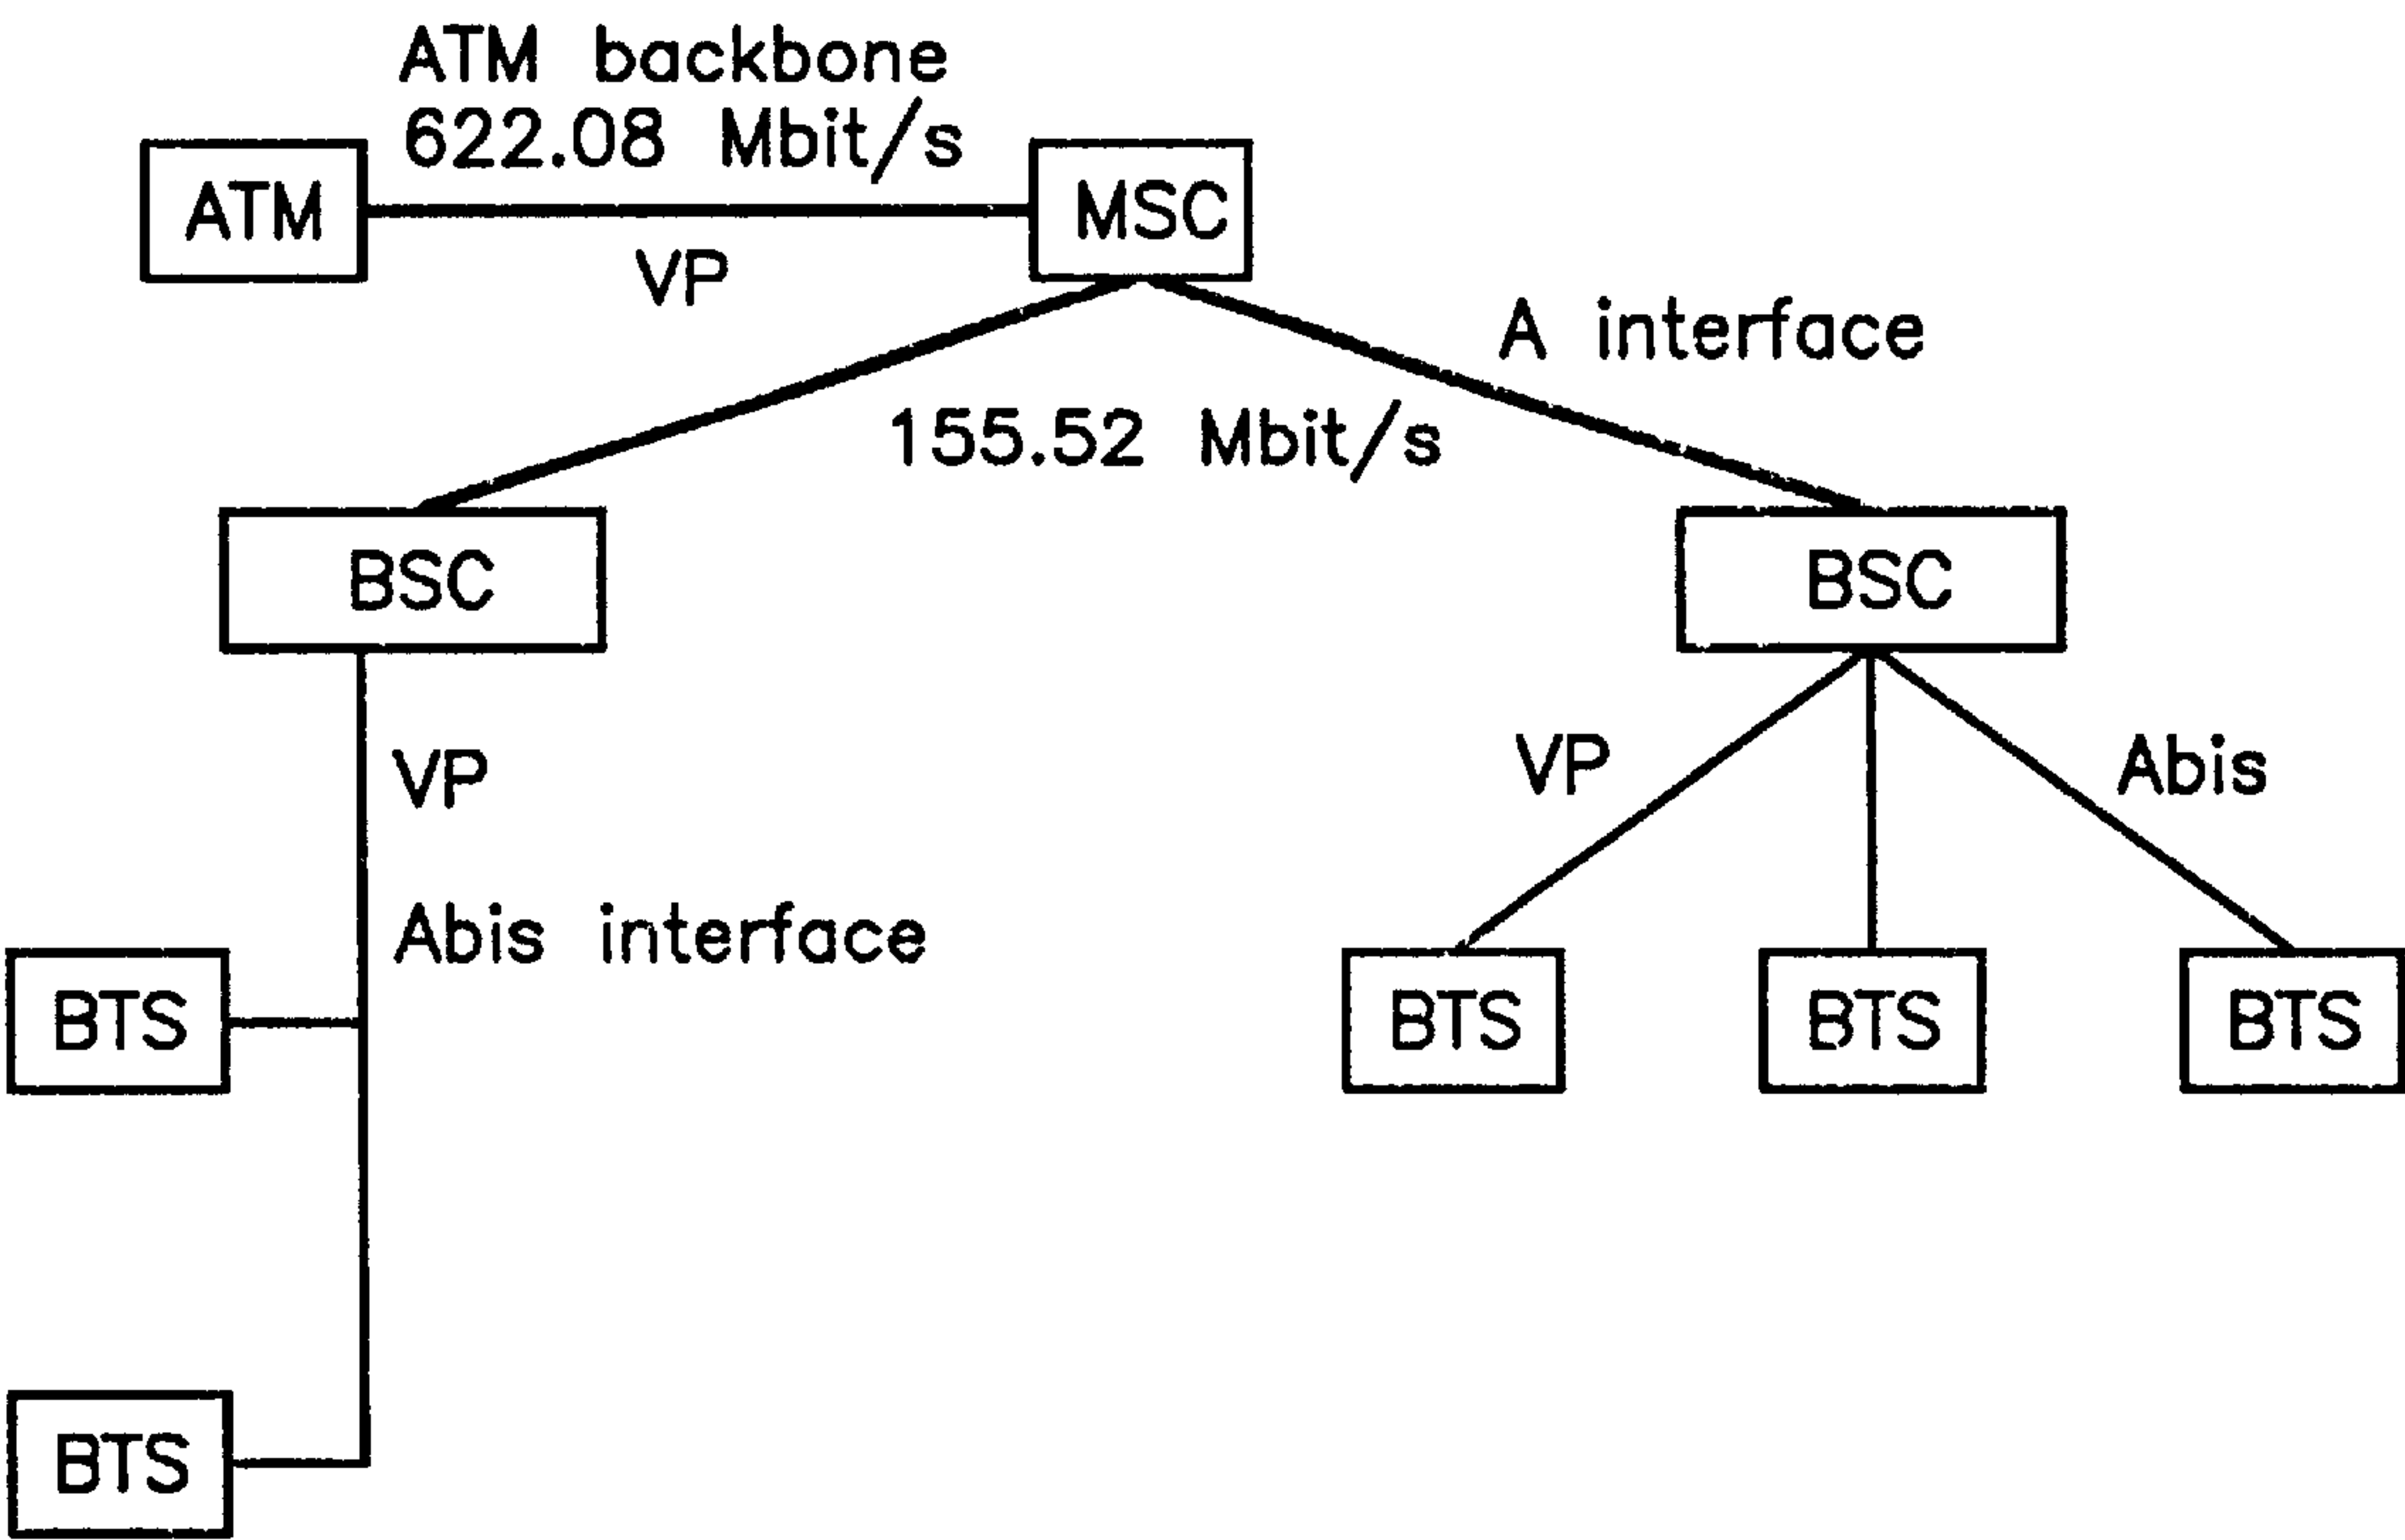 ATM backbone
622.08 Mbit/s
ATM
MSC
VP
A interface
155.52 Mbit/s
BSC
BSC
VP
VP
Abis
Abis interface
BTS
BTS
BTS
BTS
BTS